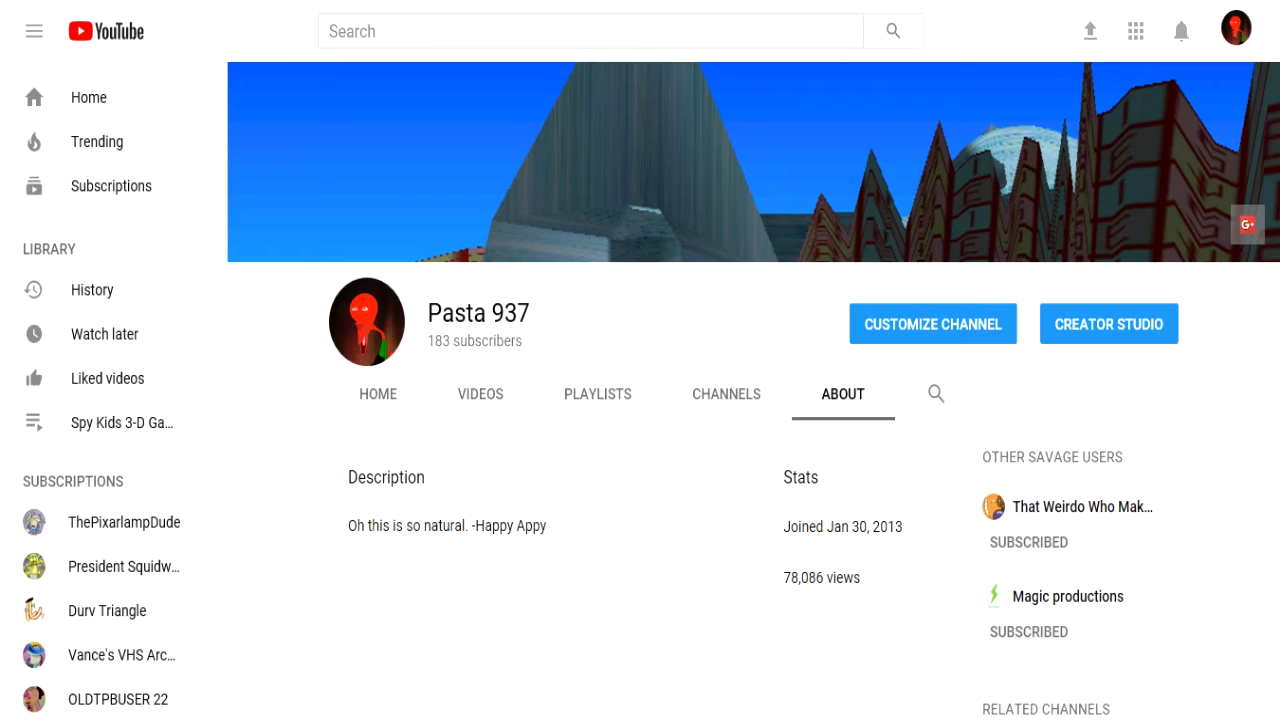 YouTube
Search
Home
Trending
Subscriptions
LIBRARY
History
Watch later
Liked videos
Spy Kids 3-D Ga...
SUBSCRIPTIONS
ThePixarlampDude
President Squidw...
Durv Triangle
Vance's VHS Arc...
OLDTPBUSER 22
G+
Pasta 937
183 subscribers
CUSTOMIZE CHANNEL
CREATOR STUDIO
HOME
VIDEOS
PLAYLISTS
CHANNELS
ABOUT
Description
Oh this is so natural. -Happy Appy
Stats
Joined Jan 30, 2013
78,086 views
OTHER SAVAGE USERS
That Weirdo Who Mak...
SUBSCRIBED
Magic productions
SUBSCRIBED
RELATED CHANNELS